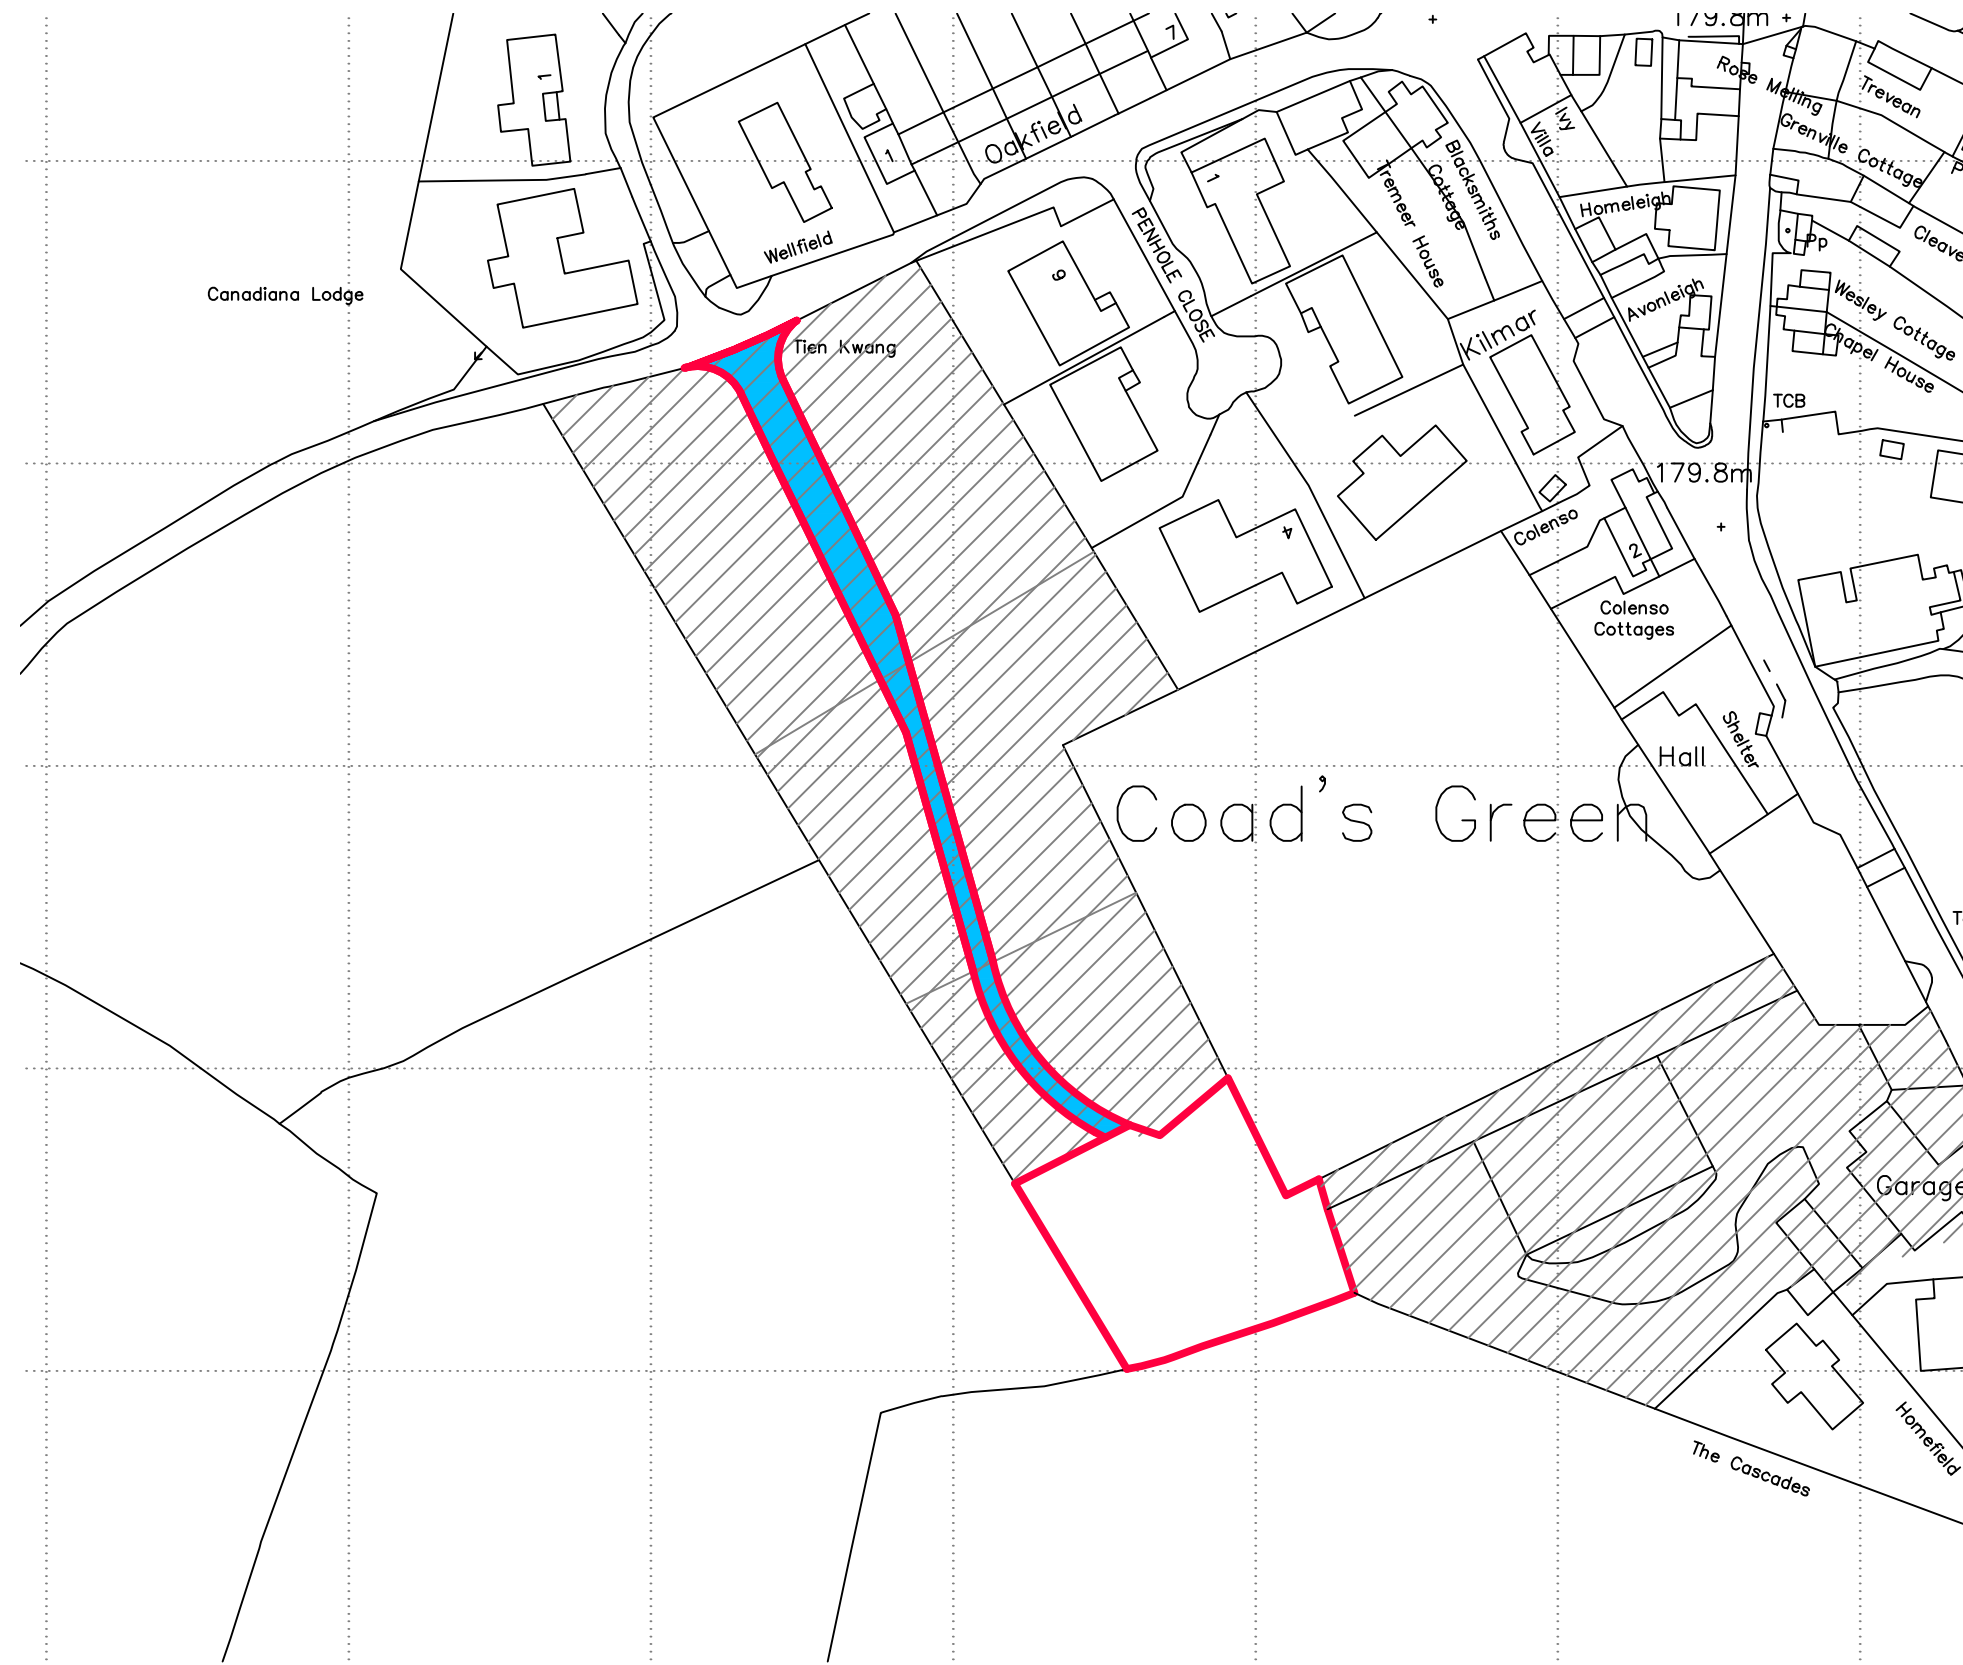 179.8m
1
7
Rose Melling
Trevean
Oakfield
Ivy
Villa
Grenville Cottage
1
1
Blacksmiths
Cottage
Tremeer House
Homeleigh
Wellfield
PENHOLE CLOSE
Pp
Cleave
9
Canadiana Lodge
Avonleigh
Wesley Cottage
Kilmar
Chapel House
Tien Kwang
TCB
179.8m
Colenso
4
2
Colenso
Cottages
Shelter
Hall
Coad's Green
Garage
Homefield
The Cascades